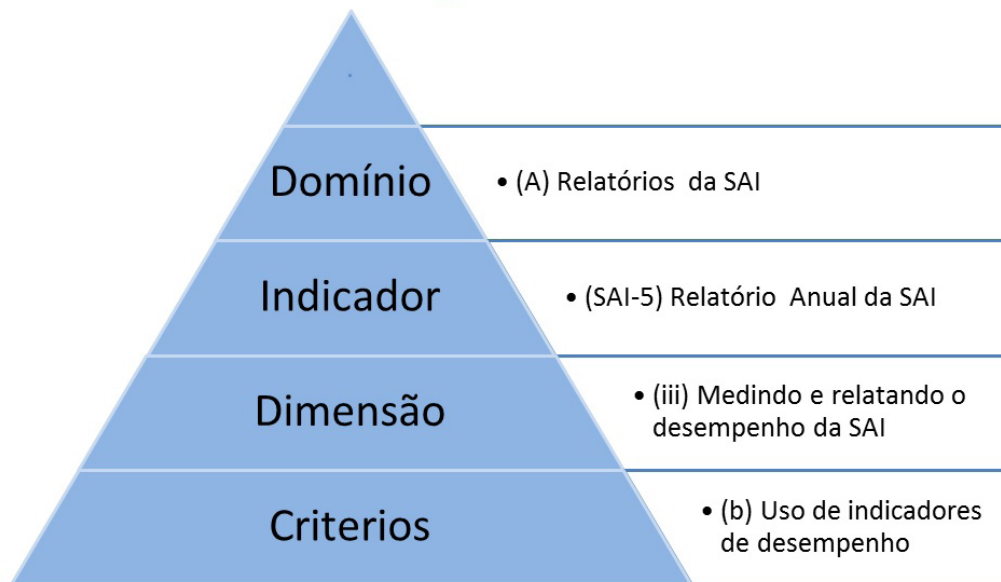 Domínio
• (A) Relatórios da SAI
Indicador
• (SAI-5) Relatório Anual da SAI
Dimensão
• (iii) Medindo e relatando o
desempenho da SAI
Criterios
• (b) Uso de indicadores
de desempenho